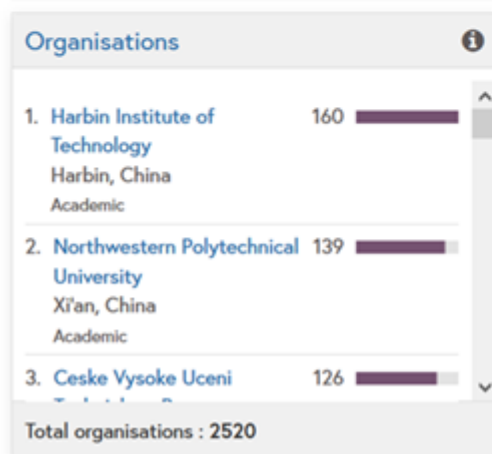 Organisations
1. Harbin Institute of 160
Technology
Harbin, China
Academic
2. Northwestern Polytechnical 139
University
Xi'an, China
Academic
3. Ceske Vysoke Uceni 126
Total organisations : 2520